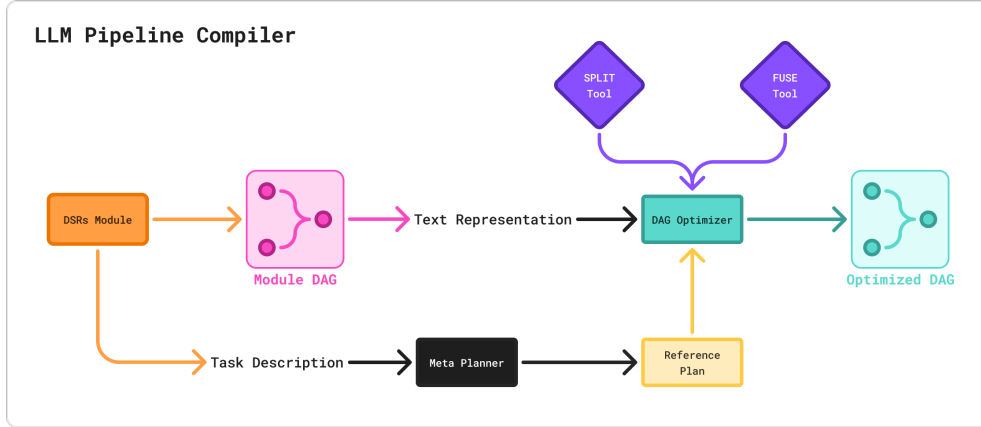 LLM Pipeline Compiler
SPLIT
Tool
FUSE
Tool
DSRs Module
Text Representation
DAG Optimizer
Module DAG
Optimized DAG
Task Description
Meta Planner
Reference
Plan